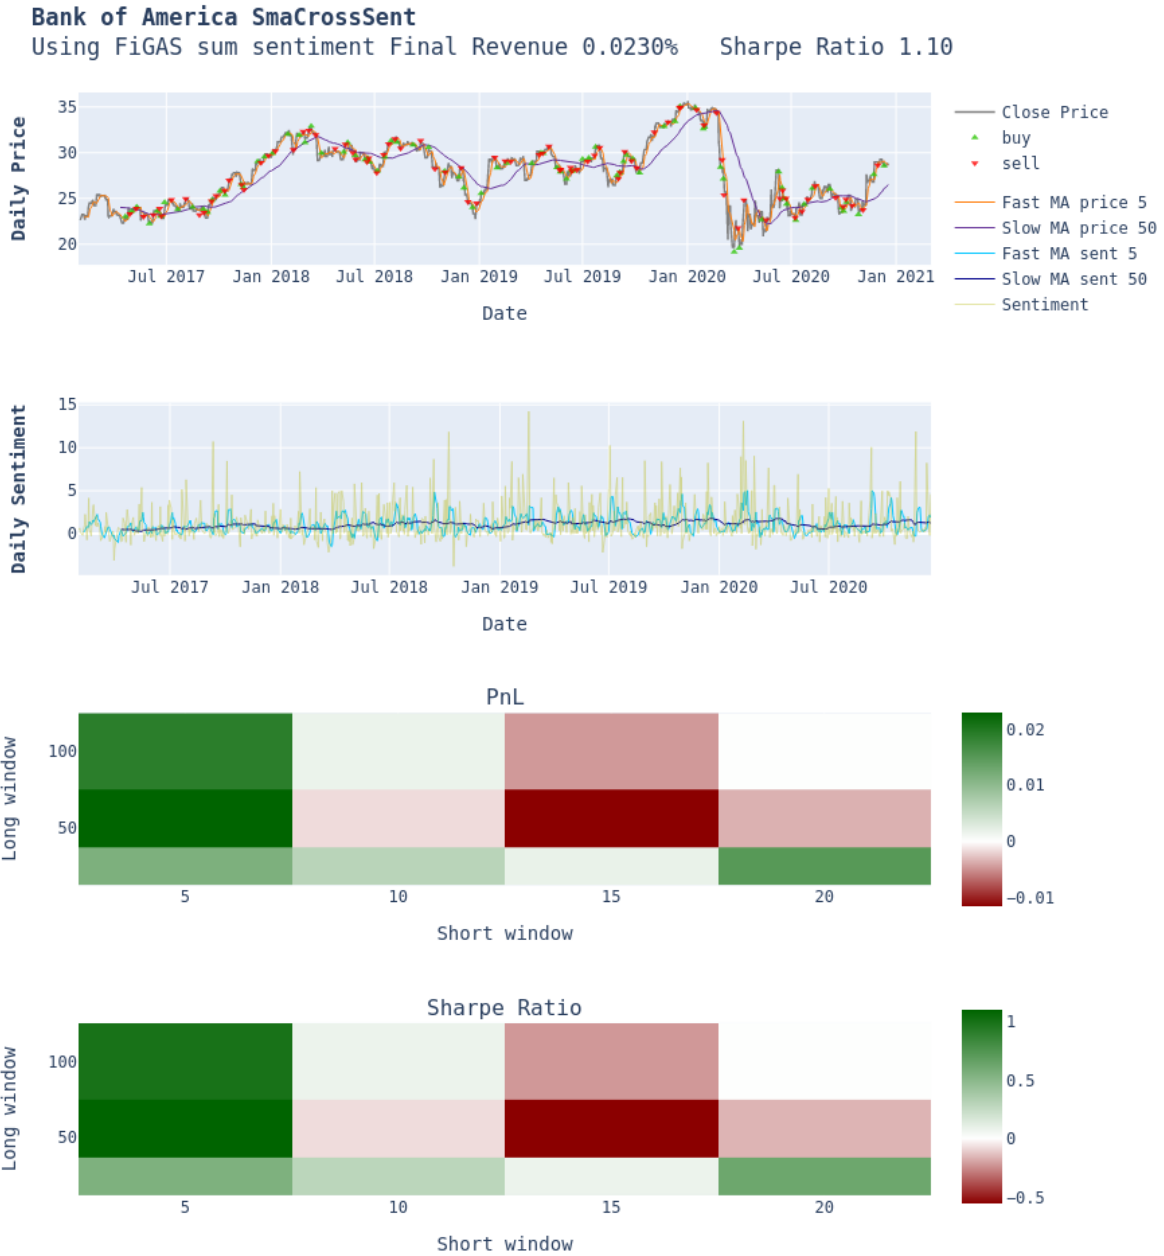 Bank of America SmaCrossSent
Using FiGAS sum sentiment Final Revenue 0.0230% Sharpe Ratio 1.10
Daily Price
35
30
25
20
Jul 2017 Jan 2018 Jul 2018 Jan 2019 Jul 2019 Jan 2020 Jul 2020 Jan 2021
Date
Close Price
buy
sell
Fast MA price 5
Slow MA price 50
Fast MA sent 5
Slow MA sent 50
Sentiment
Daily Sentiment
15
10
5
0
Jul 2017 Jan 2018 Jul 2018 Jan 2019 Jul 2019 Jan 2020 Jul 2020
Date
PnL
Long window
100
50
5 10 15 20
Short window
0.02
0.01
0
−0.01
Sharpe Ratio
Long window
100
50
5 10 15 20
Short window
1
0.5
0
−0.5